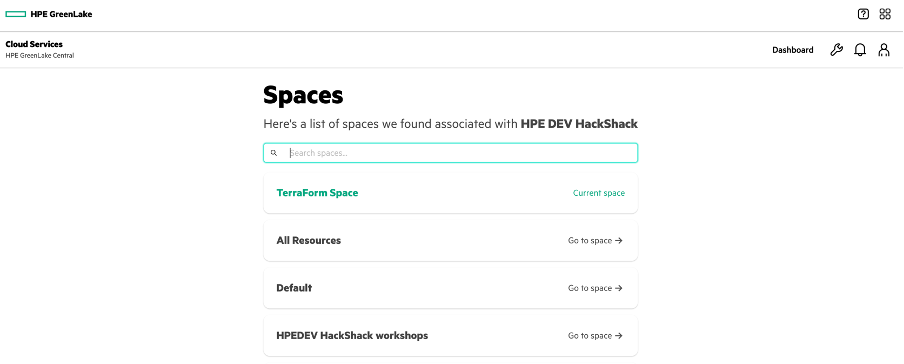 HPE GreenLake
Cloud Services
HPE GreenLake Central
Dashboard
Spaces
Here's a list of spaces we found associated with HPE DEV HackShack
Search spaces...
TerraForm Space
Current space
All Resources
Go to space →
Default
Go to space →
HPEDEV HackShack workshops
Go to space →